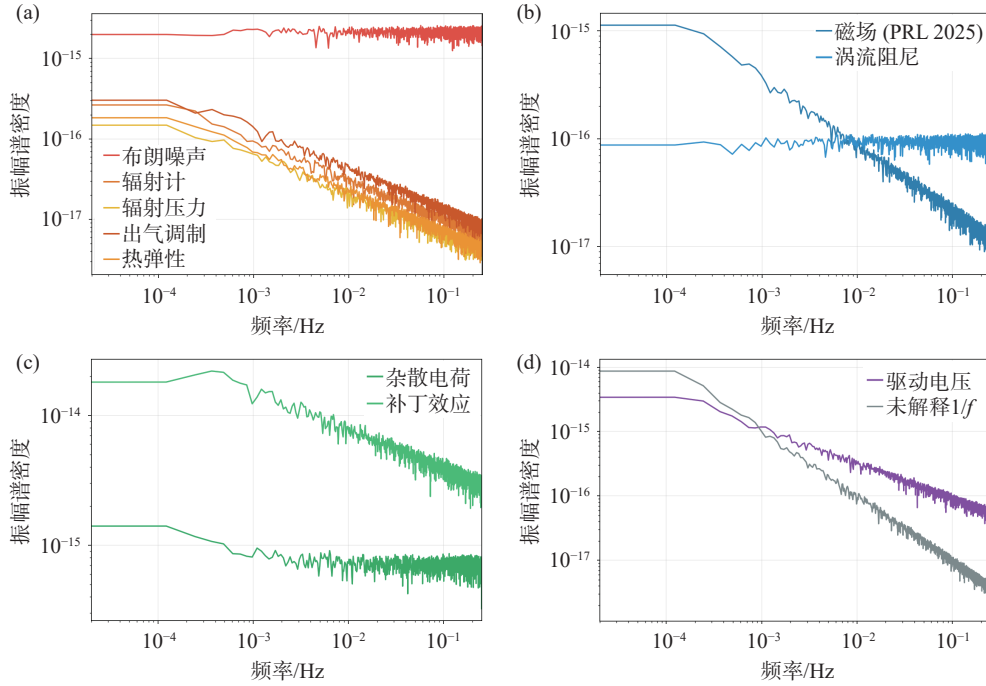 (a)
10⁻¹⁵
10⁻¹⁶
10⁻¹⁷
振幅谱密度
布朗噪声
辐射计
辐射压力
出气调制
热弹性
10⁻⁴
10⁻³
10⁻²
10⁻¹
频率/Hz
(b)
10⁻¹⁵
10⁻¹⁶
10⁻¹⁷
振幅谱密度
磁场 (PRL 2025)
涡流阻尼
10⁻⁴
10⁻³
10⁻²
10⁻¹
频率/Hz
(c)
10⁻¹⁴
10⁻¹⁵
振幅谱密度
杂散电荷
补丁效应
10⁻⁴
10⁻³
10⁻²
10⁻¹
频率/Hz
(d)
10⁻¹⁴
10⁻¹⁵
10⁻¹⁶
10⁻¹⁷
振幅谱密度
驱动电压
未解释1/f
10⁻⁴
10⁻³
10⁻²
10⁻¹
频率/Hz